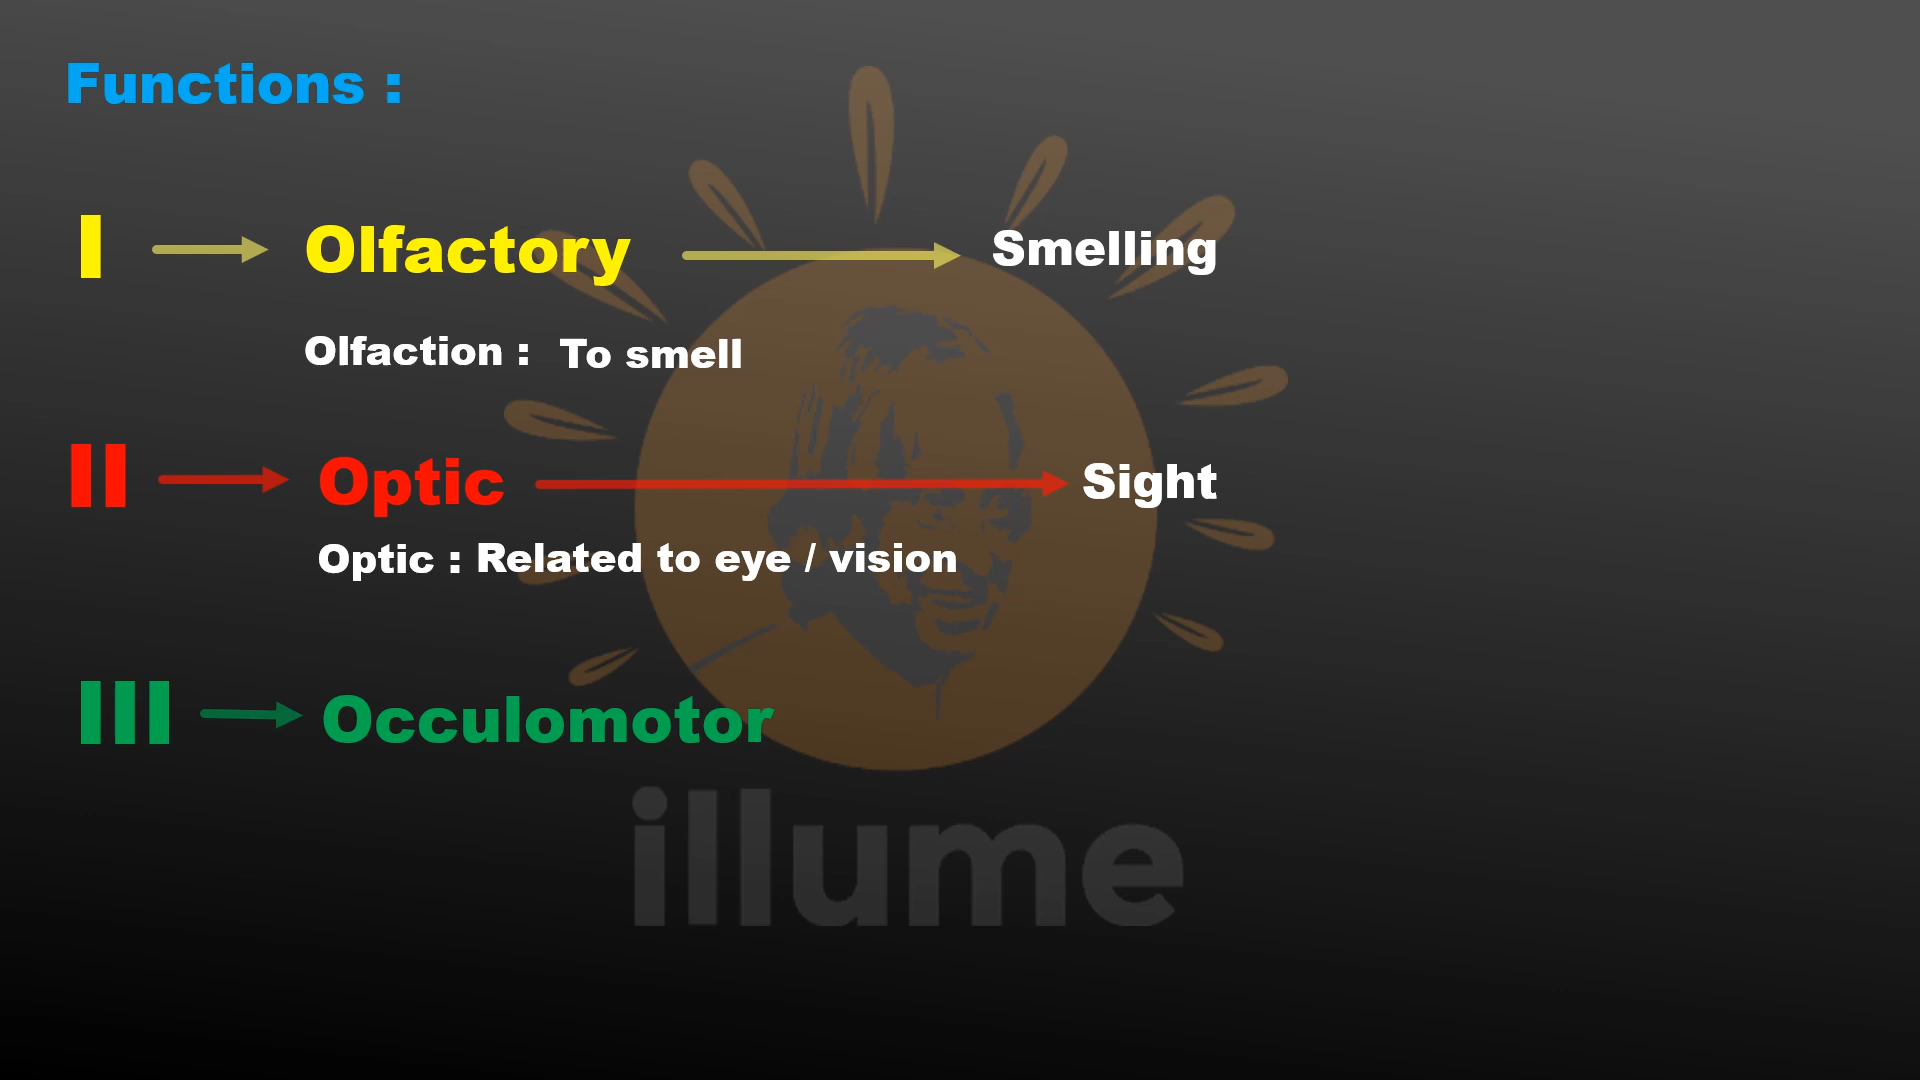 Functions :
I Olfactory Smelling
Olfaction : To smell
II Optic Sight
Optic : Related to eye / vision
III Occulomotor
illume